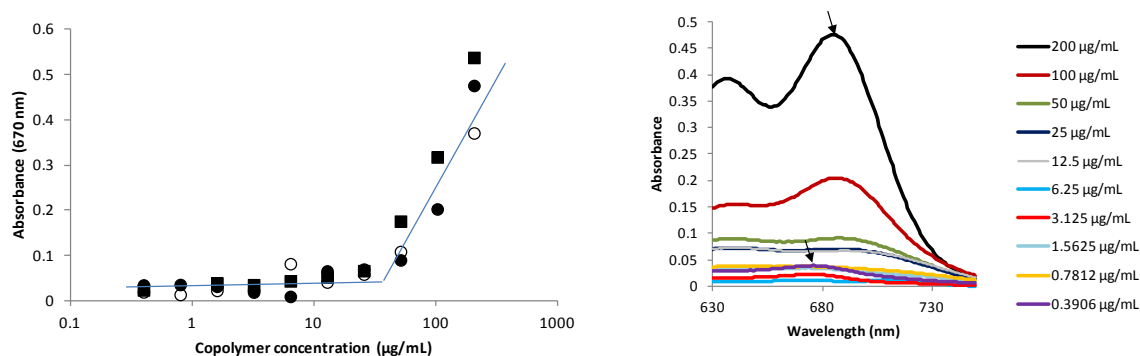 0.6
0.5
0.4
0.3
0.2
0.1
0
0.1
1
10
100
1000
Absorbance (670 nm)
Copolymer concentration (µg/mL)
0.5
0.45
0.4
0.35
0.3
0.25
0.2
0.15
0.1
0.05
0
630
680
730
Absorbance
Wavelength (nm)
200 µg/mL
100 µg/mL
50 µg/mL
25 µg/mL
12.5 µg/mL
6.25 µg/mL
3.125 µg/mL
1.5625 µg/mL
0.7812 µg/mL
0.3906 µg/mL